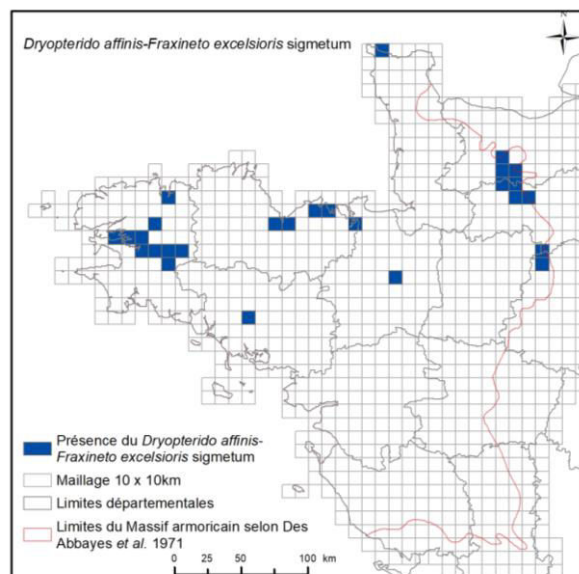 Dryopterido affinis-Fraxineto excelsioris sigmetum
Présence du Dryopterido affinis-
Fraxineto excelsioris sigmetum
Maillage 10 x 10km
Limites départementales
Limites du Massif armoricain selon Des
Abbayes et al. 1971
0 25 50 100 km